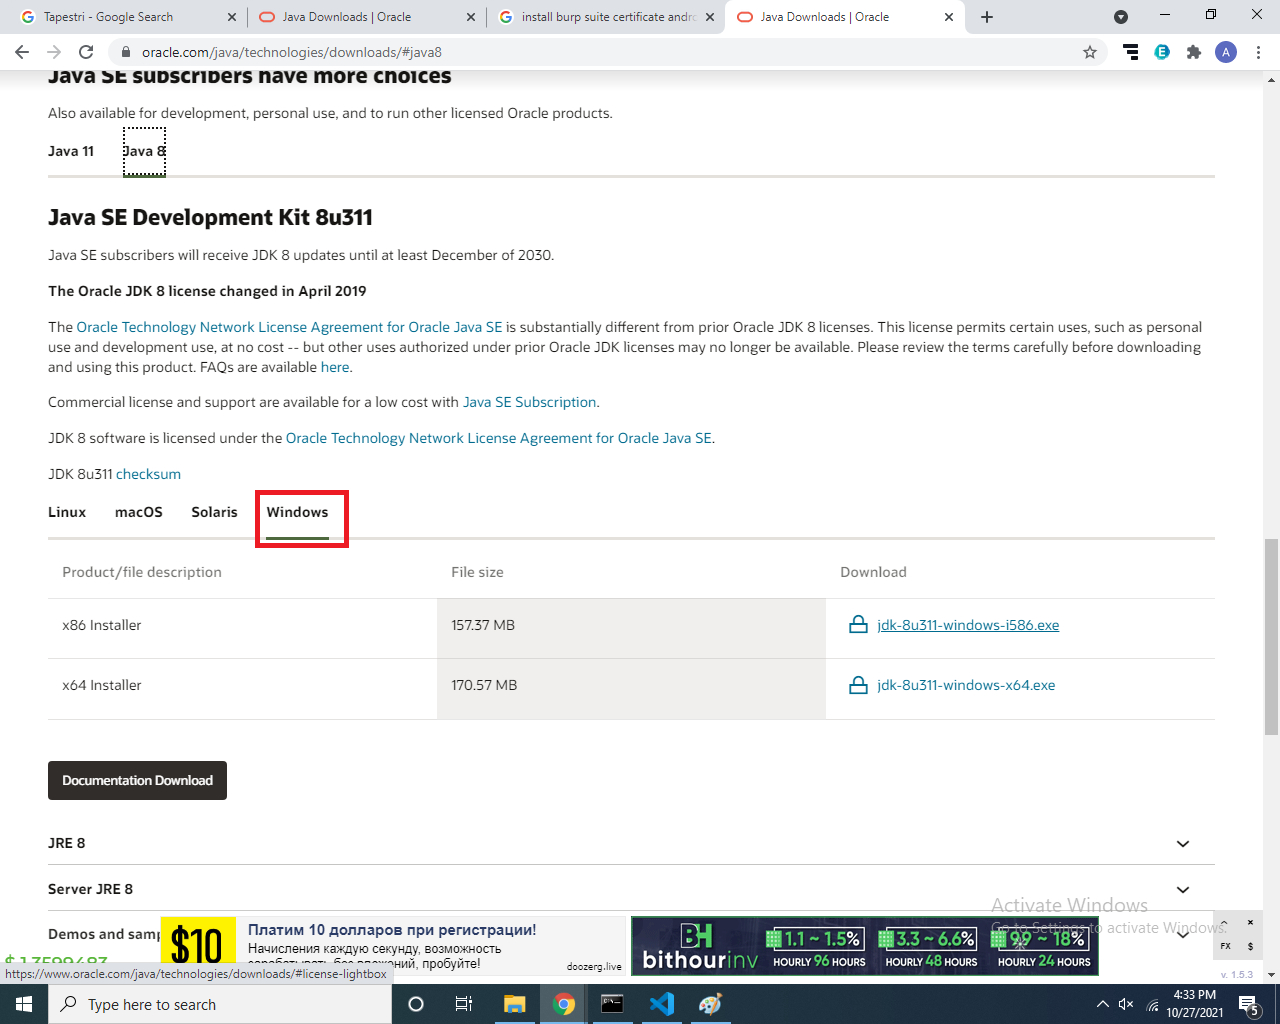 Tapestri - Google Search
Java Downloads | Oracle
install burp suite certificate andro
Java Downloads | Oracle
oracle.com/java/technologies/downloads/#java8
E
A
Java SE subscribers have more choices
Also available for development, personal use, and to run other licensed Oracle products.
Java 11 Java 8
Java SE Development Kit 8u311
Java SE subscribers will receive JDK 8 updates until at least December of 2030.
The Oracle JDK 8 license changed in April 2019
The Oracle Technology Network License Agreement for Oracle Java SE is substantially different from prior Oracle JDK 8 licenses. This license permits certain uses, such as personal
use and development use, at no cost -- but other uses authorized under prior Oracle JDK licenses may no longer be available. Please review the terms carefully before downloading
and using this product. FAQs are available here.
Commercial license and support are available for a low cost with Java SE Subscription.
JDK 8 software is licensed under the Oracle Technology Network License Agreement for Oracle Java SE.
JDK 8u311 checksum
Linux macOS Solaris Windows
Product/file description File size Download
x86 Installer 157.37 MB jdk-8u311-windows-i586.exe
x64 Installer 170.57 MB jdk-8u311-windows-x64.exe
Documentation Download
JRE 8
Server JRE 8
Demos and samp
$10
Платим 10 долларов при регистрации!
Начисления каждую секунду, возможность
зарабатывать без вложений, пробуйте!
doozerg.live
BH
bithourinv
1.1 ~ 1.5%
HOURLY 96 HOURS
3.3 ~ 6.6%
HOURLY 48 HOURS
HOURLY 24 HOURS
Activate Windows
Go to Settings to activate Windows.
FX $
v. 1.5.3
https://www.oracle.com/java/technologies/downloads/#license-lightbox
Type here to search
4:33 PM
10/27/2021
5